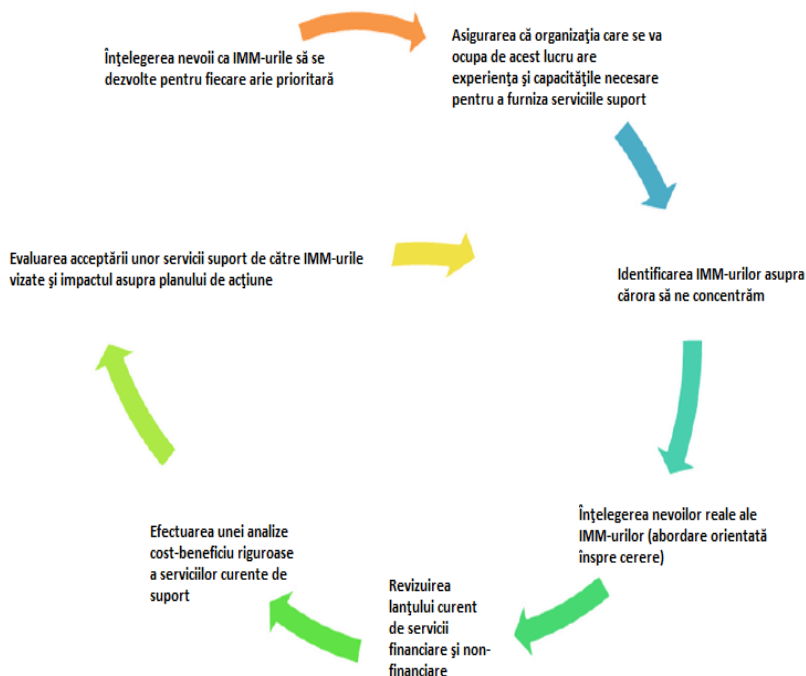 Înţelegerea nevoii ca IMM-urile să se
dezvolte pentru fiecare arie prioritară
Asigurarea că organizaţia care se va
ocupa de acest lucru are
experienţa şi capacităţile necesare
pentru a furniza serviciile suport
Identificarea IMM-urilor asupra
cărora să ne concentrăm
Înţelegerea nevoilor reale ale
IMM-urilor (abordare orientată
înspre cerere)
Revizuirea
lanţului curent
de servicii
financiare şi non-
financiare
Efectuarea unei analize
cost-beneficiu riguroase
a serviciilor curente de
suport
Evaluarea acceptării unor servicii suport de către IMM-urile
vizate şi impactul asupra planului de acţiune